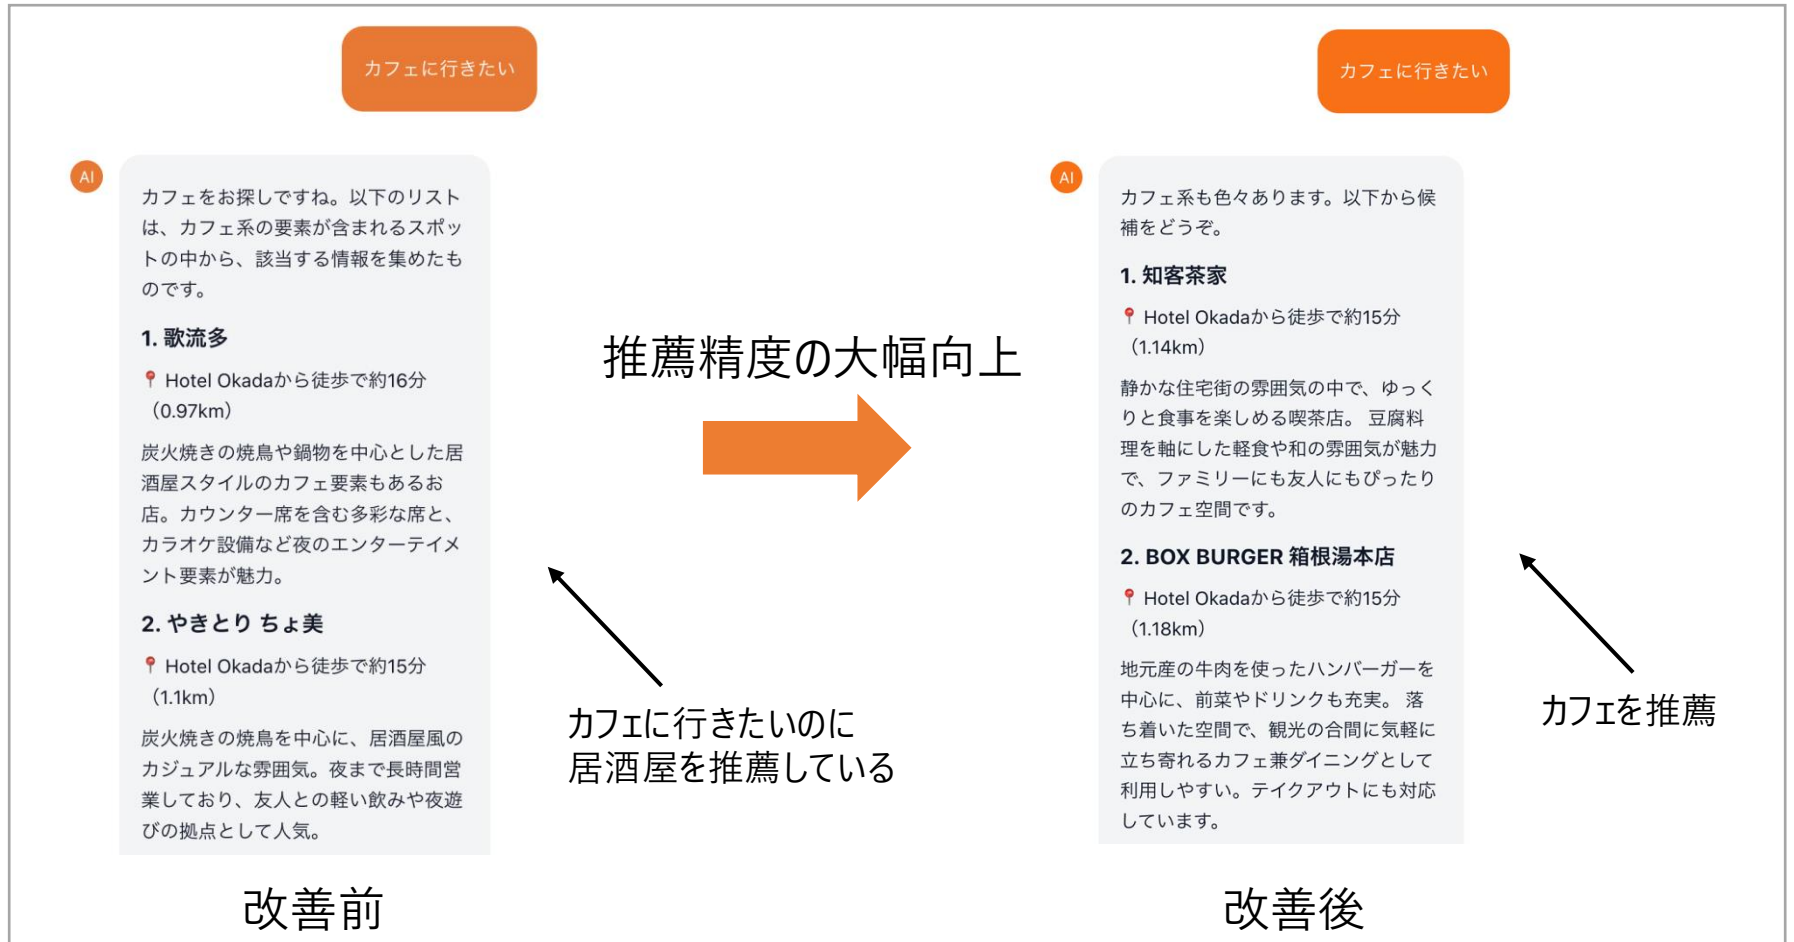 カフェに行きたい
AI
カフェをお探しですね。以下のリスト
は、カフェ系の要素が含まれるスポッ
トの中から、該当する情報を集めたも
のです。
1. 歌流多
Hotel Okadaから徒歩で約16分
（0.97km）
炭火焼きの焼鳥や鍋物を中心とした居
酒屋スタイルのカフェ要素もあるお
店。カウンター席を含む多彩な席と、
カラオケ設備など夜のエンターテイメ
ント要素が魅力。
2. やきとり ちょ美
Hotel Okadaから徒歩で約15分
（1.1km）
炭火焼きの焼鳥を中心に、居酒屋風の
カジュアルな雰囲気。夜まで長時間営
業しており、友人との軽い飲みや夜遊
びの拠点として人気。
改善前
推薦精度の大幅向上
カフェに行きたいのに
居酒屋を推薦している
カフェに行きたい
AI
カフェ系も色々あります。以下から候
補をどうぞ。
1. 知客茶家
Hotel Okadaから徒歩で約15分
（1.14km）
静かな住宅街の雰囲気の中で、ゆっく
りと食事を楽しめる喫茶店。 豆腐料
理を軸にした軽食や和の雰囲気が魅力
で、ファミリーにも友人にもぴったり
のカフェ空間です。
2. BOX BURGER 箱根湯本店
Hotel Okadaから徒歩で約15分
（1.18km）
地元産の牛肉を使ったハンバーガーを
中心に、前菜やドリンクも充実。 落
ち着いた空間で、観光の合間に気軽に
立ち寄れるカフェ兼ダイニングとして
利用しやすい。テイクアウトにも対応
しています。
カフェを推薦
改善後